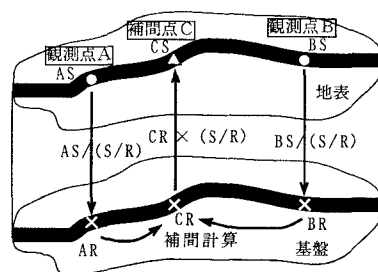 観測点A
AS
補間点C
CS
観測点B
BS
地表
AS/(S/R)
CR × (S/R)
BS/(S/R)
AR
CR
BR
補間計算
基盤